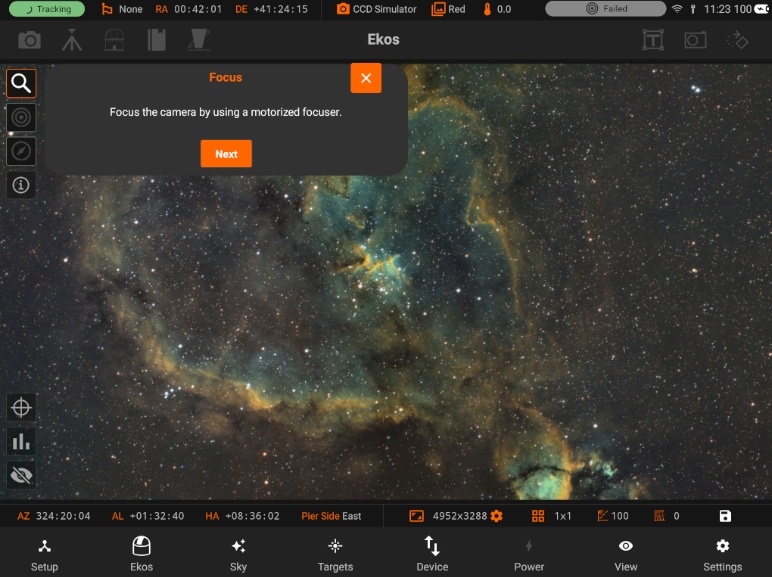 Tracking None RA 00:42:01 DE +41:24:15 CCD Simulator Red 0.0 Failed 11:23 100
Ekos
Focus
Focus the camera by using a motorized focuser.
Next
AZ 324:20:04 AL +01:32:40 HA +08:36:02 Pier Side East 4952x3288 1x1 100 0
Setup Ekos Sky Targets Device Power View Settings